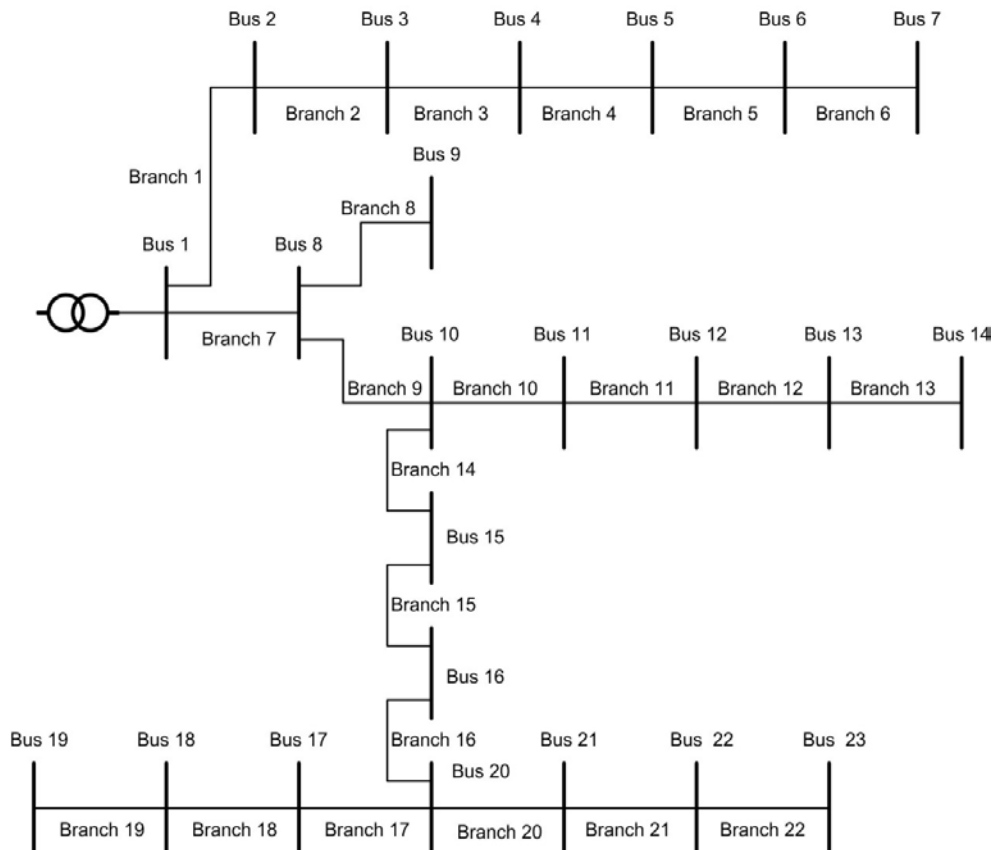 Bus 2 Bus 3 Bus 4 Bus 5 Bus 6 Bus 7
Branch 2 Branch 3 Branch 4 Branch 5 Branch 6
Bus 9
Branch 1
Branch 8
Bus 1 Bus 8
Branch 7
Bus 10 Bus 11 Bus 12 Bus 13 Bus 14
Branch 9 Branch 10 Branch 11 Branch 12 Branch 13
Branch 14
Bus 15
Branch 15
Bus 16
Bus 19 Bus 18 Bus 17 Branch 16 Bus 21 Bus 22 Bus 23
Bus 20
Branch 19 Branch 18 Branch 17 Branch 20 Branch 21 Branch 22